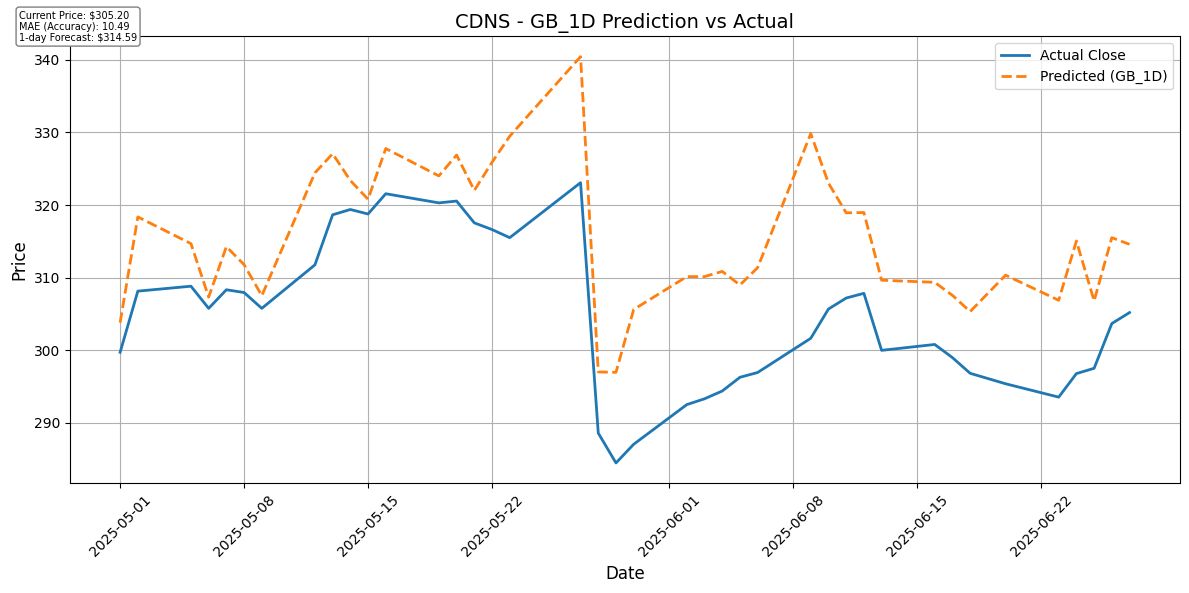 CDNS - GB_1D Prediction vs Actual
Current Price: $305.20
MAE (Accuracy): 10.49
1-day Forecast: $314.59
Actual Close
Predicted (GB_1D)
Price
340
330
320
310
300
290
2025-05-01
2025-05-08
2025-05-15
2025-05-22
2025-06-01
2025-06-08
2025-06-15
2025-06-22
Date